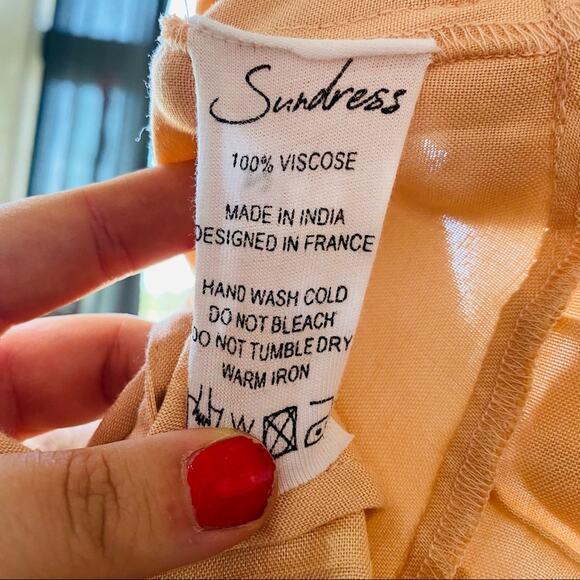 Sundress
100% VISCOSE
MADE IN INDIA
DESIGNED IN FRANCE
HAND WASH COLD
DO NOT BLEACH
DO NOT TUMBLE DRY
WARM IRON
W